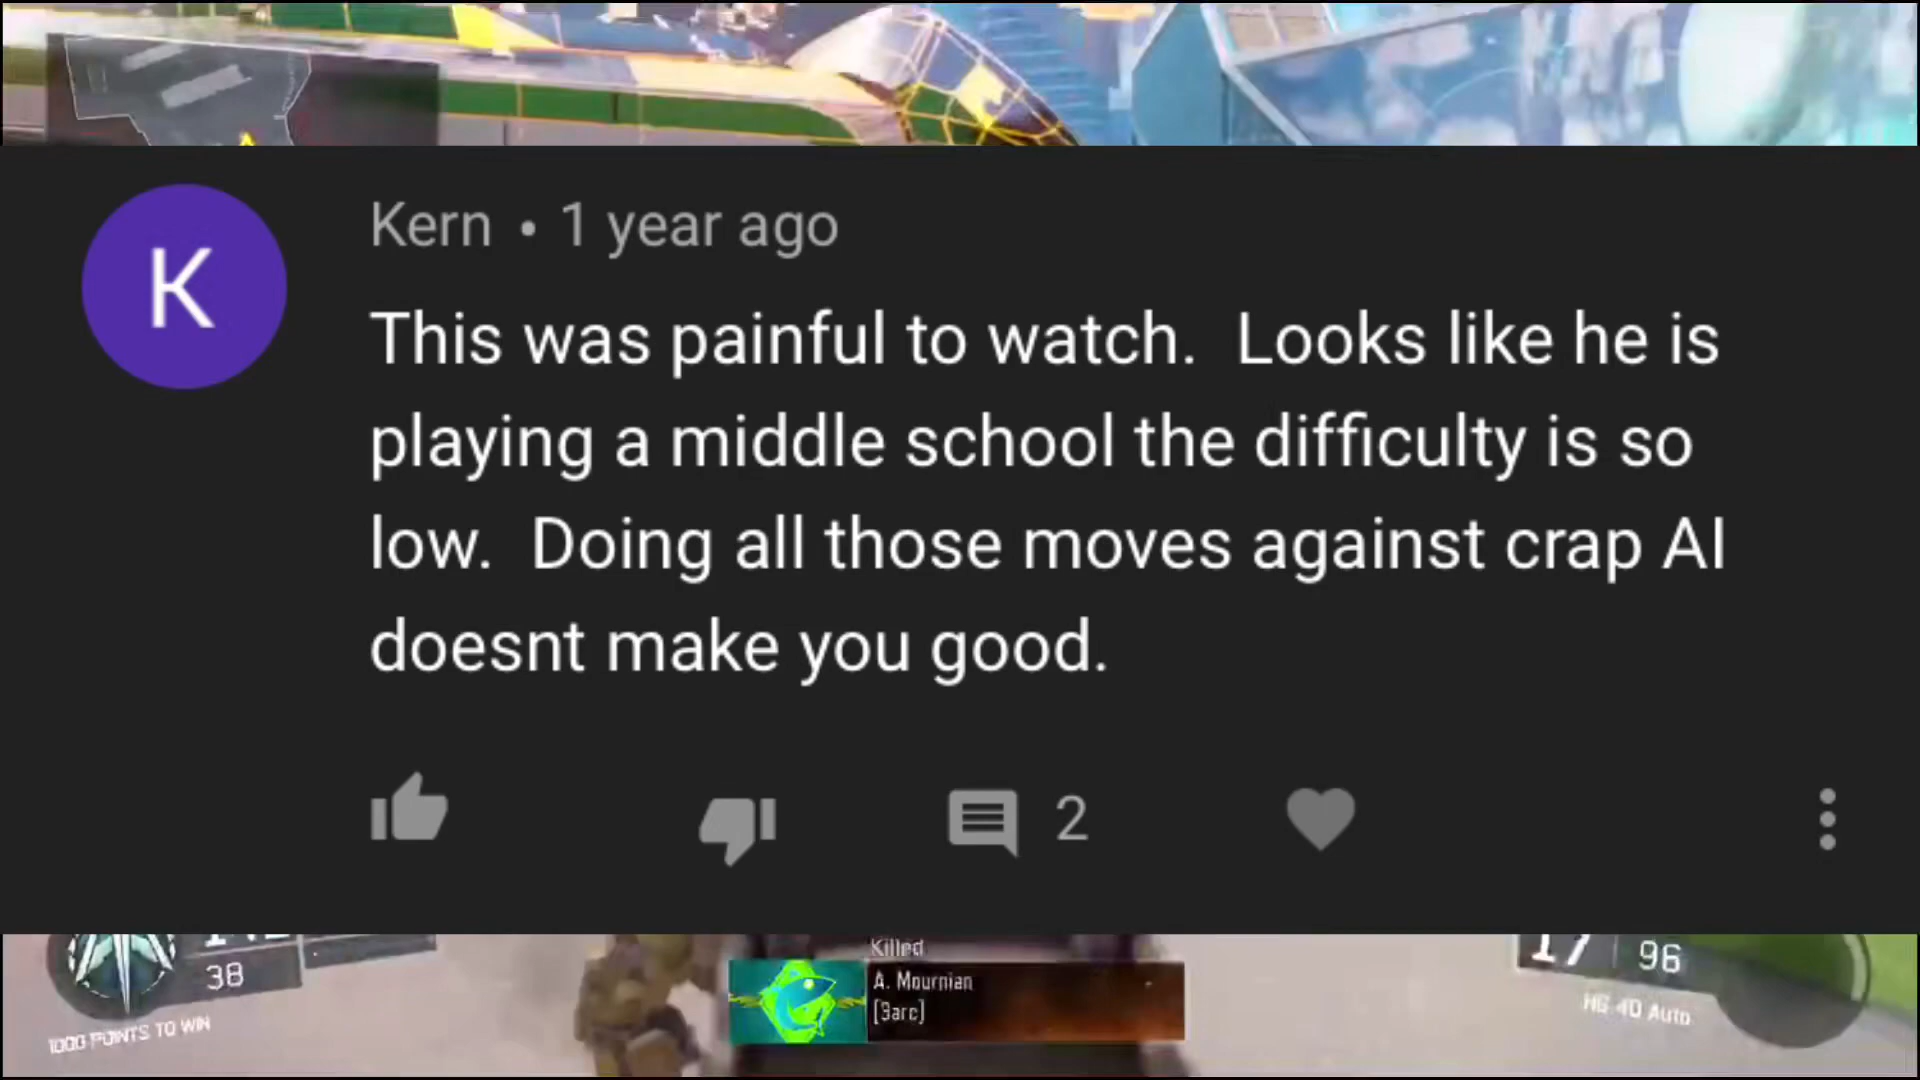 K
Kern • 1 year ago
This was painful to watch.  Looks like he is
playing a middle school the difficulty is so
low.  Doing all those moves against crap AI
doesnt make you good.
2
38
1000 POINTS TO WIN
Killed
A. Mournian
[3arc]
17
96
HG 40 Auto